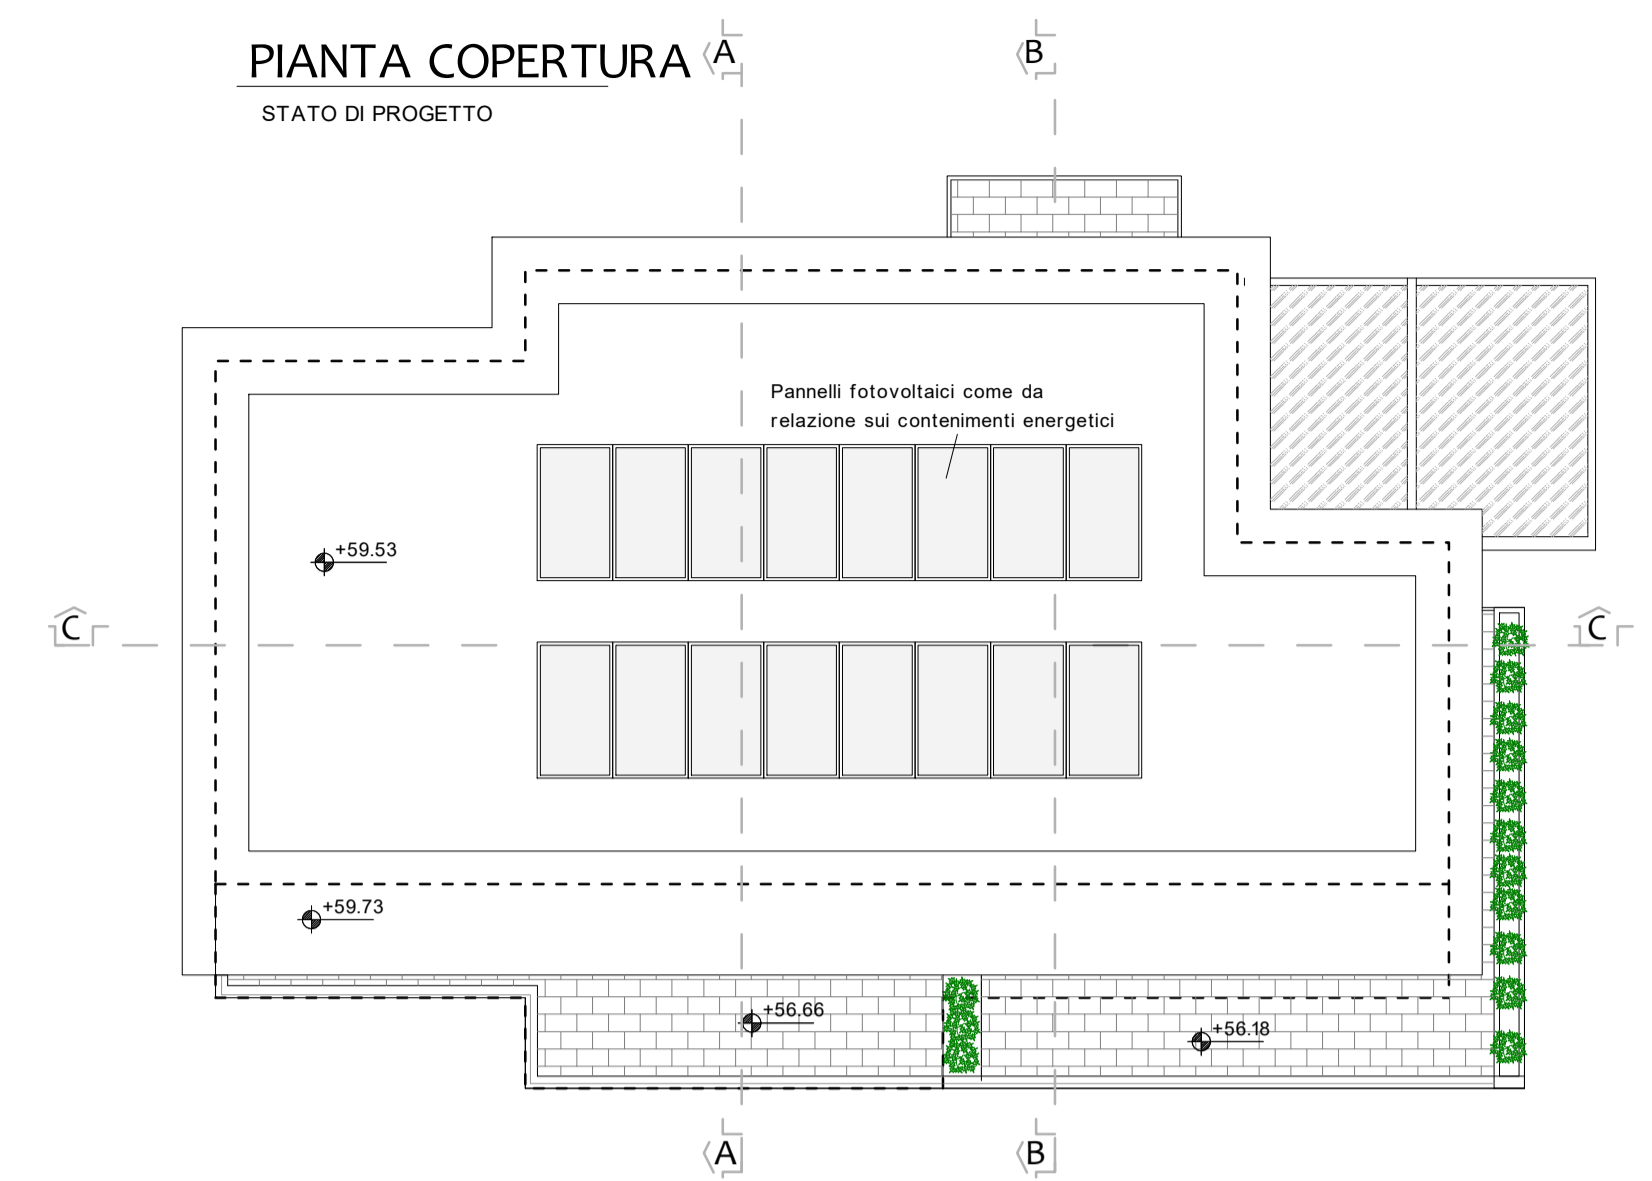 PIANTA COPERTURA
STATO DI PROGETTO
A
B
Pannelli fotovoltaici come da
relazione sui contenimenti energetici
+59.53
C
C
+59.73
+56.66
+56.18
A
B